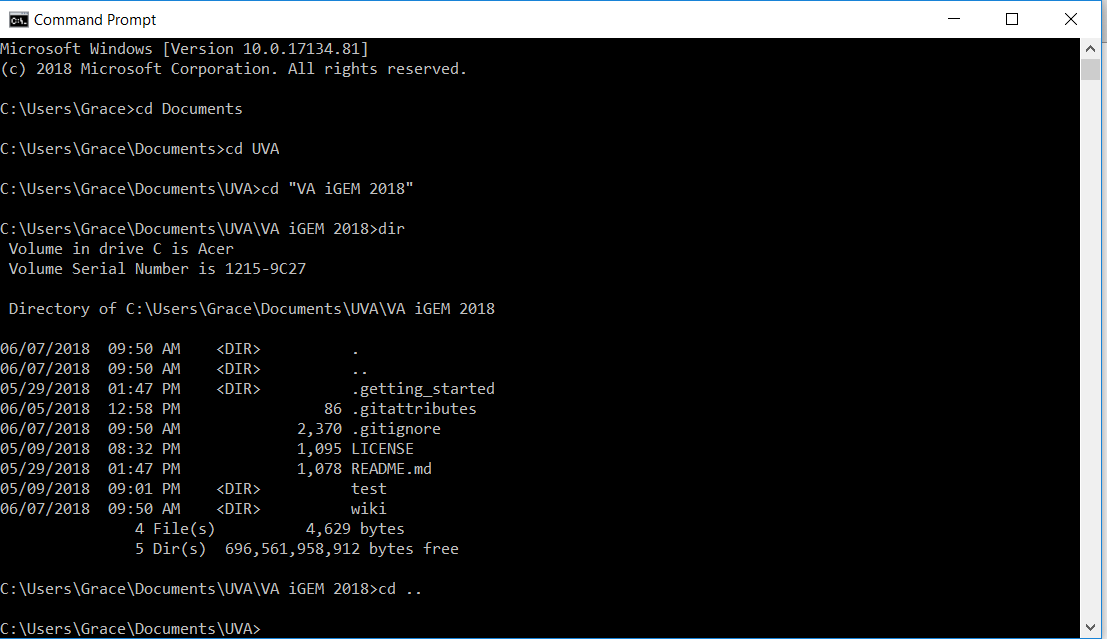 Command Prompt
Microsoft Windows [Version 10.0.17134.81]
(c) 2018 Microsoft Corporation. All rights reserved.
C:\Users\Grace>cd Documents
C:\Users\Grace\Documents>cd UVA
C:\Users\Grace\Documents\UVA>cd "VA iGEM 2018"
C:\Users\Grace\Documents\UVA\VA iGEM 2018>dir
 Volume in drive C is Acer
 Volume Serial Number is 1215-9C27
 Directory of C:\Users\Grace\Documents\UVA\VA iGEM 2018
06/07/2018  09:50 AM    <DIR>          .
06/07/2018  09:50 AM    <DIR>          ..
05/29/2018  01:47 PM    <DIR>          .getting_started
06/05/2018  12:58 PM                86 .gitattributes
06/07/2018  09:50 AM             2,370 .gitignore
05/09/2018  08:32 PM             1,095 LICENSE
05/29/2018  01:47 PM             1,078 README.md
05/09/2018  09:01 PM    <DIR>          test
06/07/2018  09:50 AM    <DIR>          wiki
               4 File(s)          4,629 bytes
               5 Dir(s)  696,561,958,912 bytes free
C:\Users\Grace\Documents\UVA\VA iGEM 2018>cd ..
C:\Users\Grace\Documents\UVA>